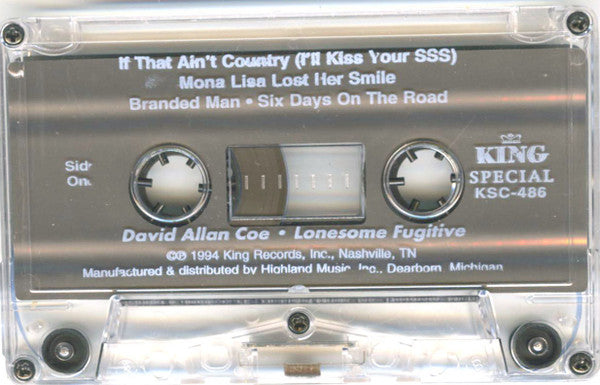 If That Ain't Country (I'll Kiss Your SSS)
Mona Lisa Lost Her Smile
Branded Man • Six Days On The Road
Side
One
KING
SPECIAL
KSC-486
David Allan Coe • Lonesome Fugitive
©℗ 1994 King Records, Inc., Nashville, TN
Manufactured & distributed by Highland Music, Inc., Dearborn, Michigan